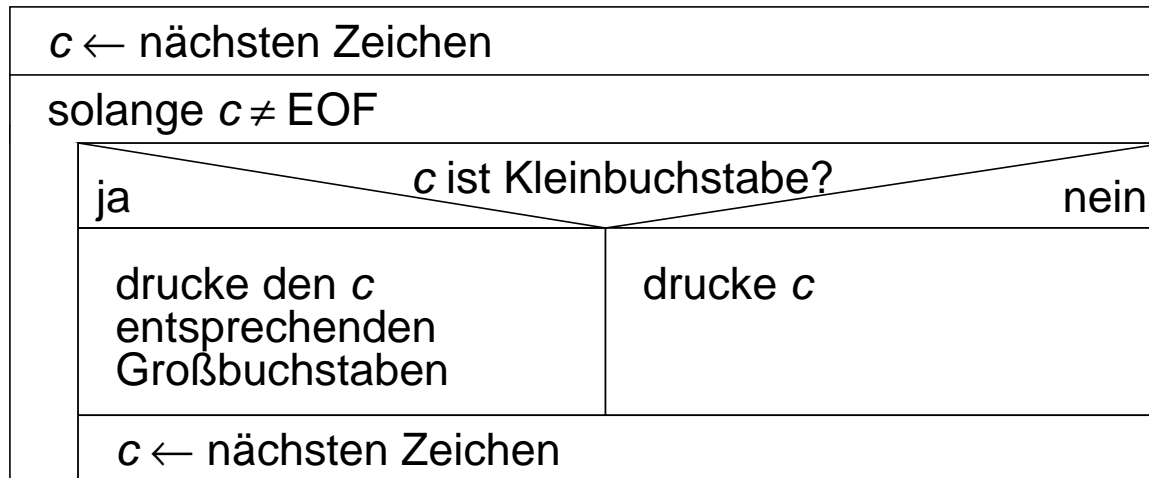 c ← nächsten Zeichen
solange c ≠ EOF
c ist Kleinbuchstabe?
ja
nein
drucke den c
entsprechenden
Großbuchstaben
drucke c
c ← nächsten Zeichen